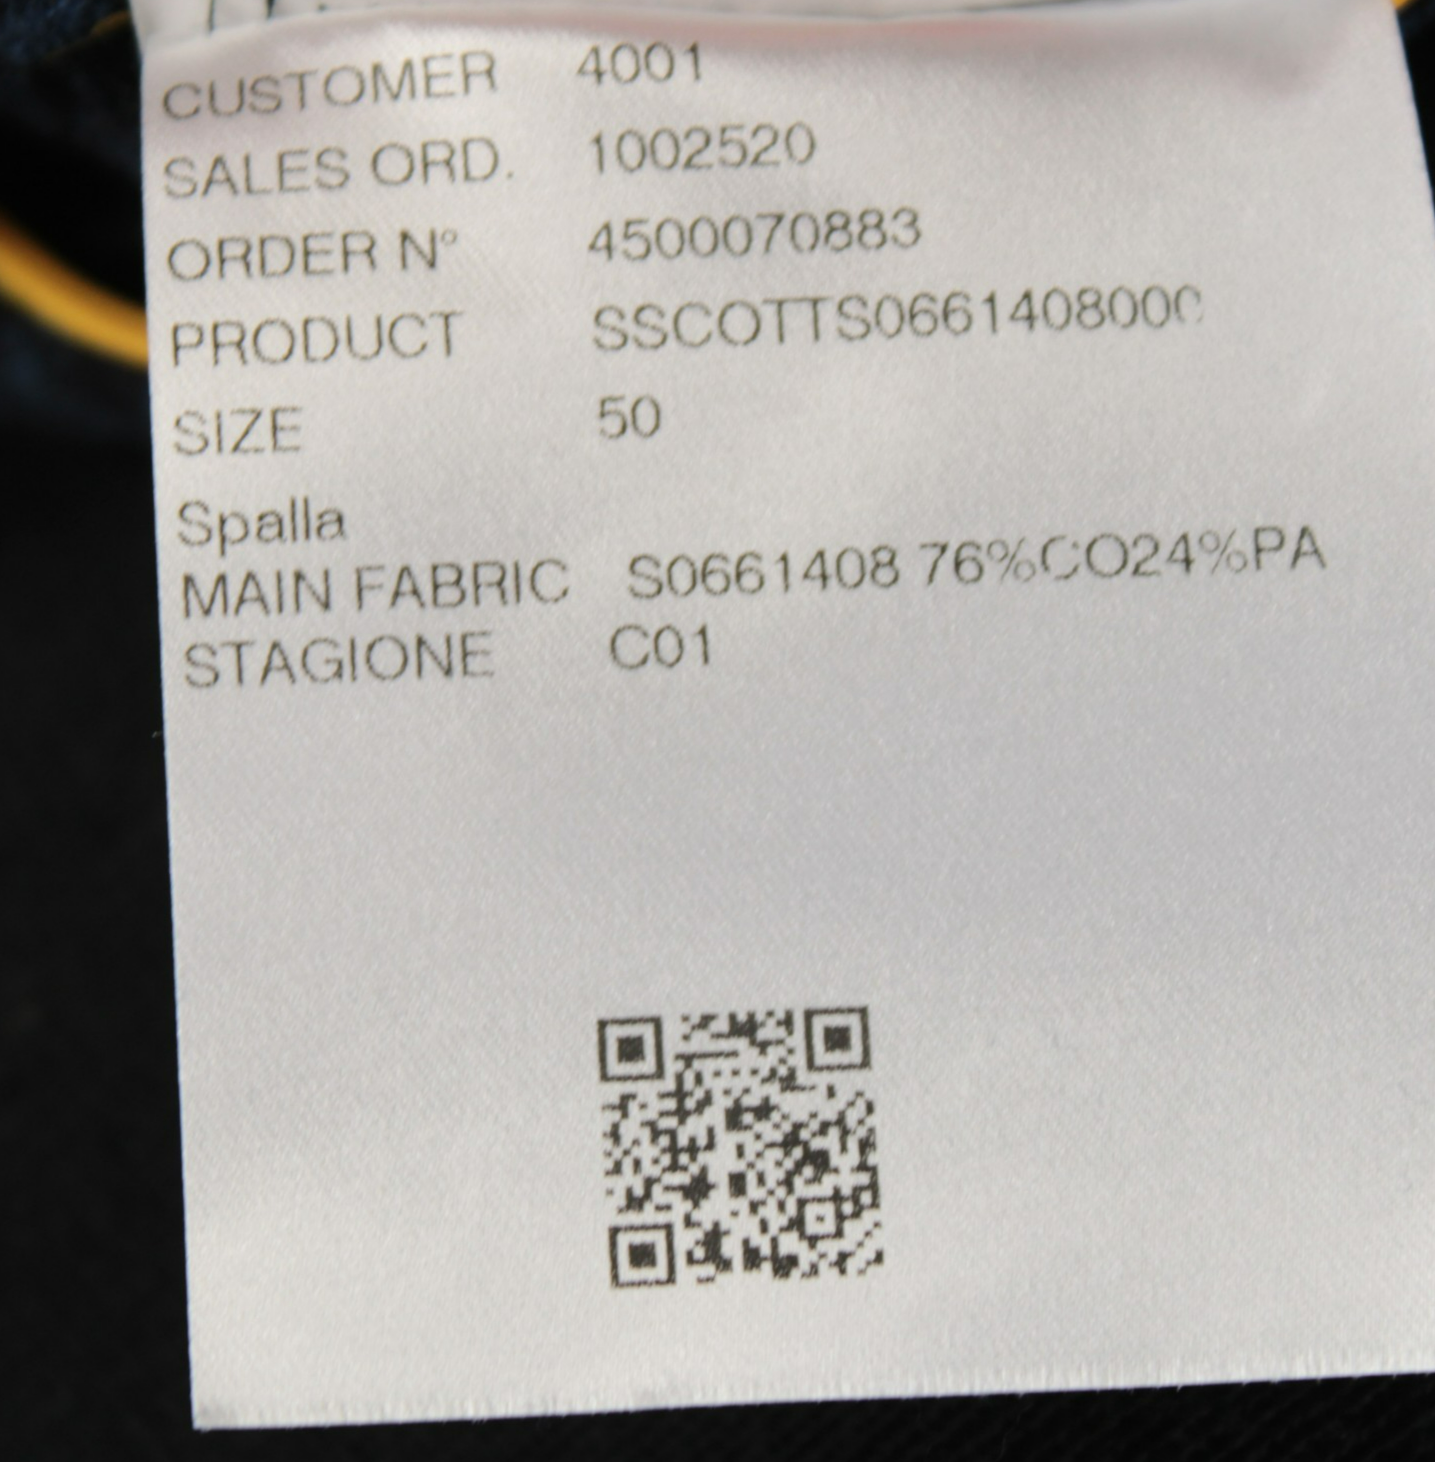 CUSTOMER 4001
SALES ORD. 1002520
ORDER N° 4500070883
PRODUCT SSCOTTS0661408000
SIZE 50
Spalla
MAIN FABRIC S0661408 76%CO24%PA
STAGIONE C01